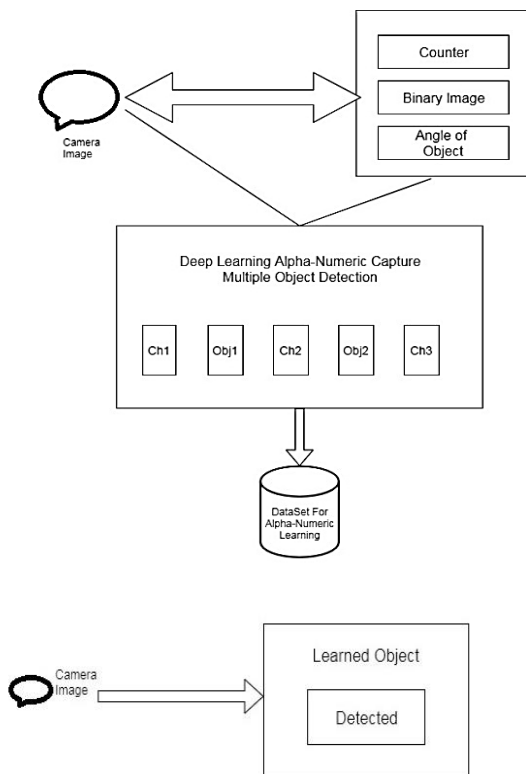 Counter
Binary Image
Angle of
Object
Camera
Image
Deep Learning Alpha-Numeric Capture
Multiple Object Detection
Ch1
Obj1
Ch2
Obj2
Ch3
DataSet For
Alpha-Numeric
Learning
Camera
Image
Learned Object
Detected